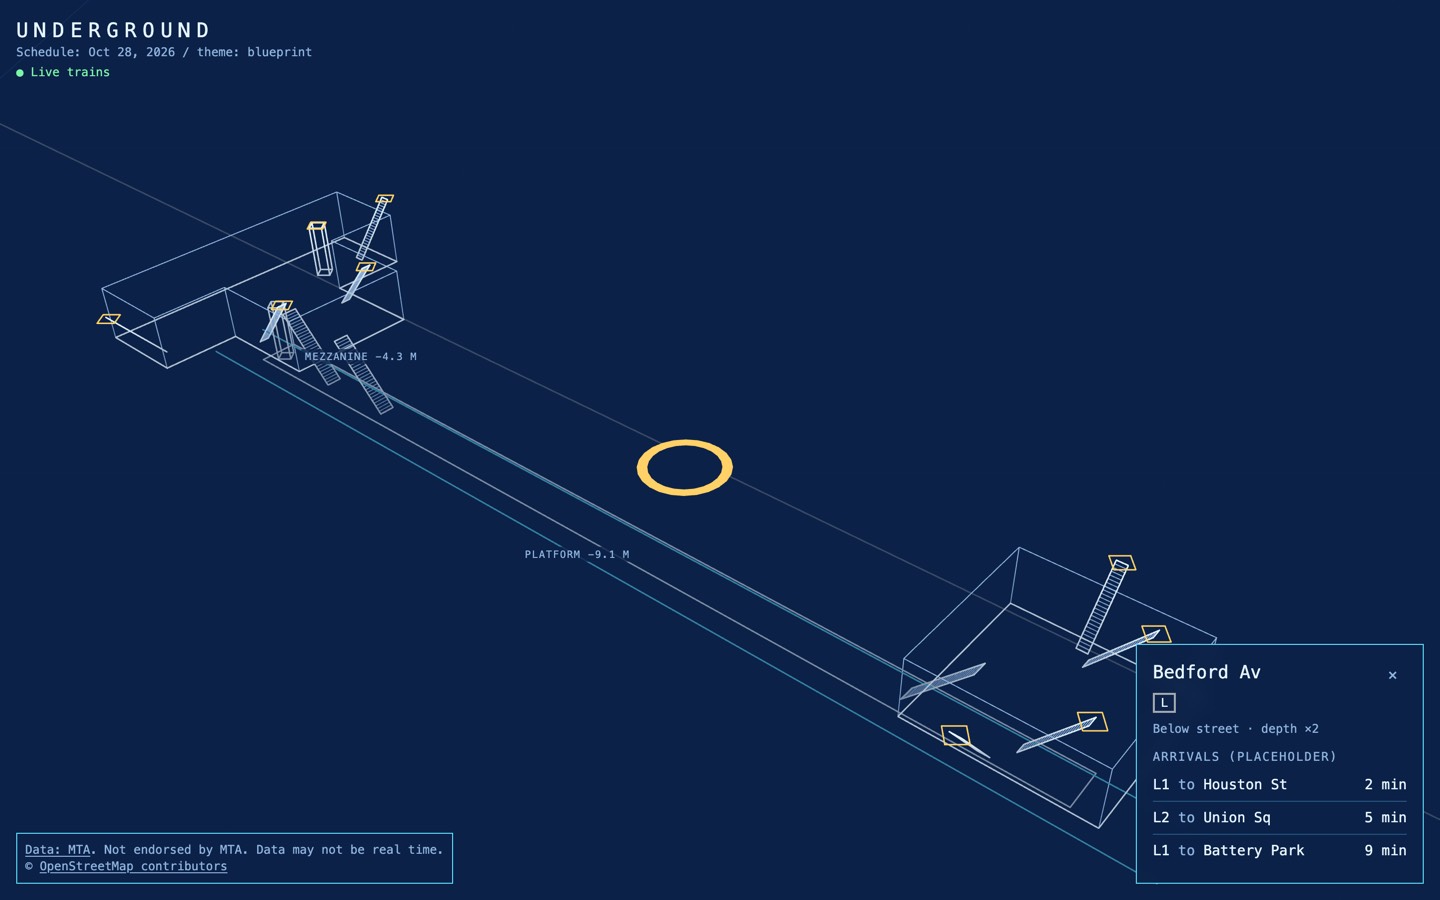 UNDERGROUND
Schedule: Oct 28, 2026 / theme: blueprint
● Live trains
MEZZANINE −4.3 M
PLATFORM −9.1 M
Bedford Av ×
L
Below street · depth ×2
ARRIVALS (PLACEHOLDER)
L1 to Houston St 2 min
L2 to Union Sq 5 min
L1 to Battery Park 9 min
Data: MTA. Not endorsed by MTA. Data may not be real time.
© OpenStreetMap contributors